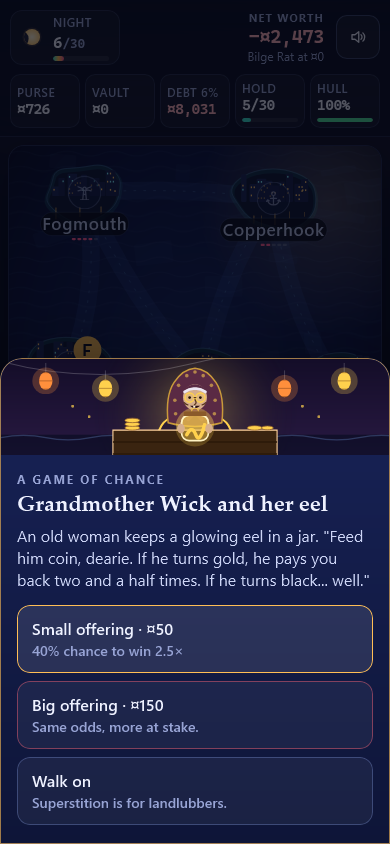 NIGHT
6/30
NET WORTH
−¤2,473
Bilge Rat at ¤0
PURSE
¤726
VAULT
¤0
DEBT 6%
¤8,031
HOLD
5/30
HULL
100%
Fogmouth
Copperhook
F
A GAME OF CHANCE
Grandmother Wick and her eel
An old woman keeps a glowing eel in a jar. "Feed
him coin, dearie. If he turns gold, he pays you
back two and a half times. If he turns black... well."
Small offering · ¤50
40% chance to win 2.5×
Big offering · ¤150
Same odds, more at stake.
Walk on
Superstition is for landlubbers.